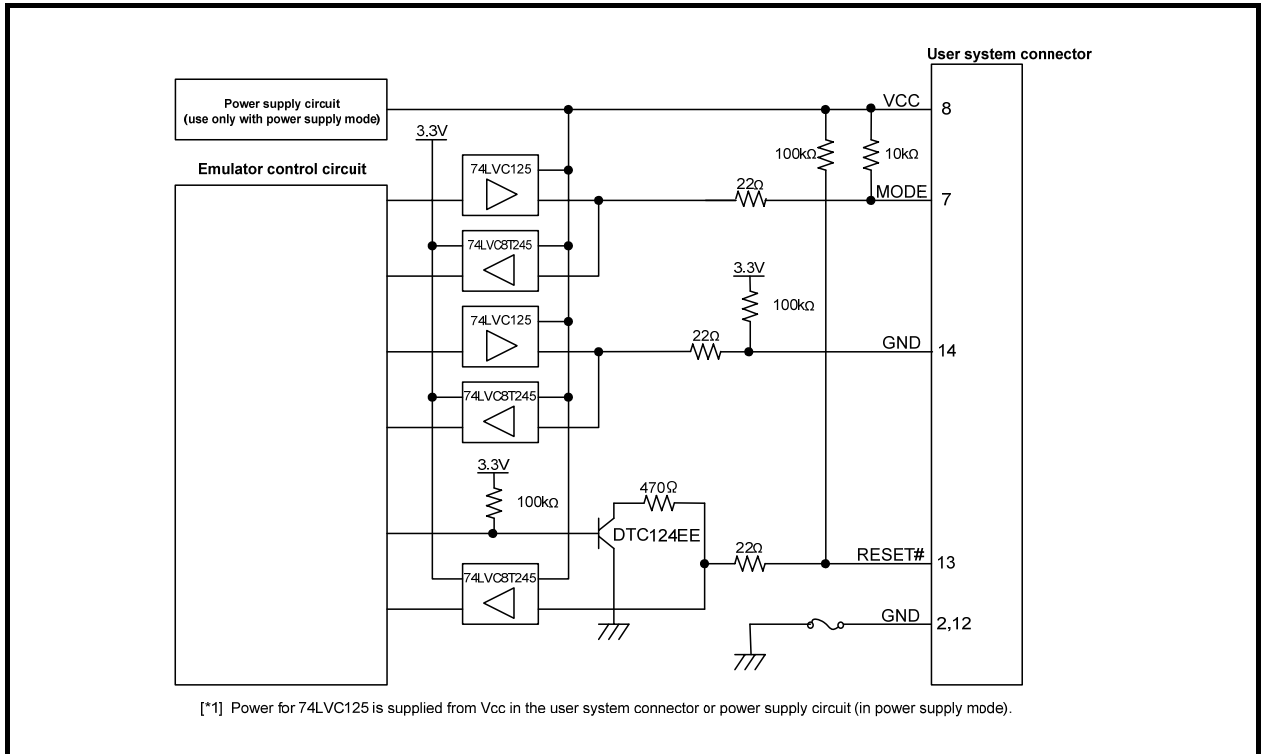 User system connector
Power supply circuit
(use only with power supply mode)
VCC
8
3.3V
100kΩ
10kΩ
Emulator control circuit
74LVC125
22Ω
MODE
7
74LVC8T245
3.3V
100kΩ
74LVC125
22Ω
GND
14
74LVC8T245
3.3V
100kΩ
470Ω
DTC124EE
22Ω
RESET#
13
74LVC8T245
GND
2,12
[*1] Power for 74LVC125 is supplied from Vcc in the user system connector or power supply circuit (in power supply mode).